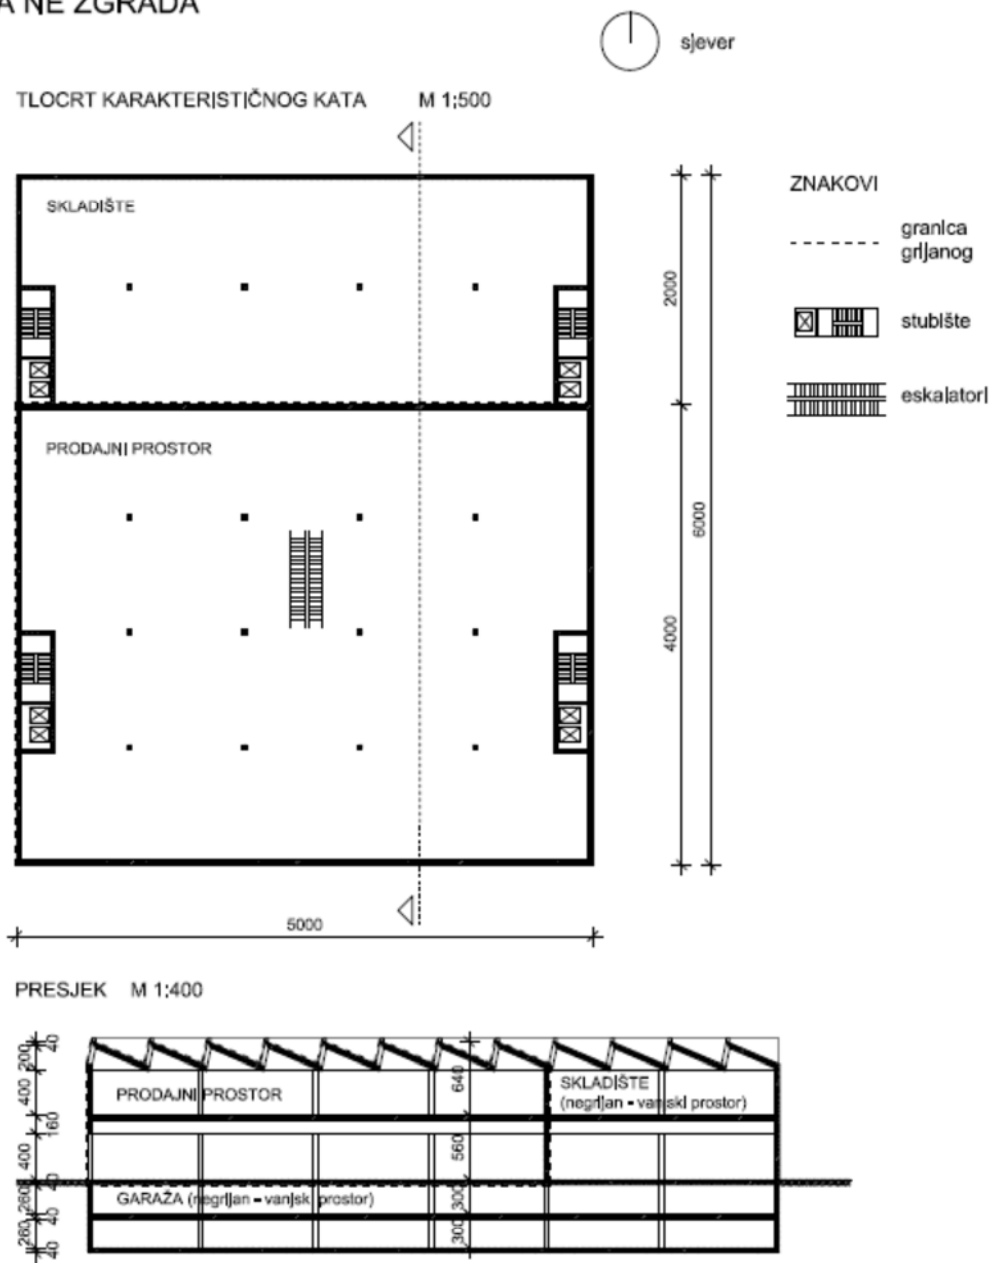 A NE ZGRADA
sjever
TLOCRT KARAKTERISTIČNOG KATA M 1:500
ZNAKOVI
SKLADIŠTE
granica
grijanog
stubište
eskalatori
2000
PRODAJNI PROSTOR
6000
4000
5000
PRESJEK M 1:400
200 40
400
160
400
40
260
40
260
40
PRODAJNI PROSTOR
640
SKLADIŠTE
(negrijan - vanjski prostor)
560
GARAŽA (negrijan - vanjski prostor)
300
300